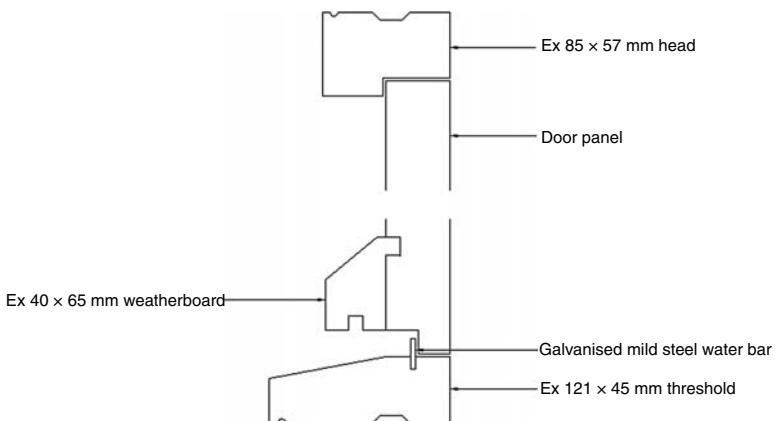 Ex 85 × 57 mm head
Door panel
Ex 40 × 65 mm weatherboard
Galvanised mild steel water bar
Ex 121 × 45 mm threshold